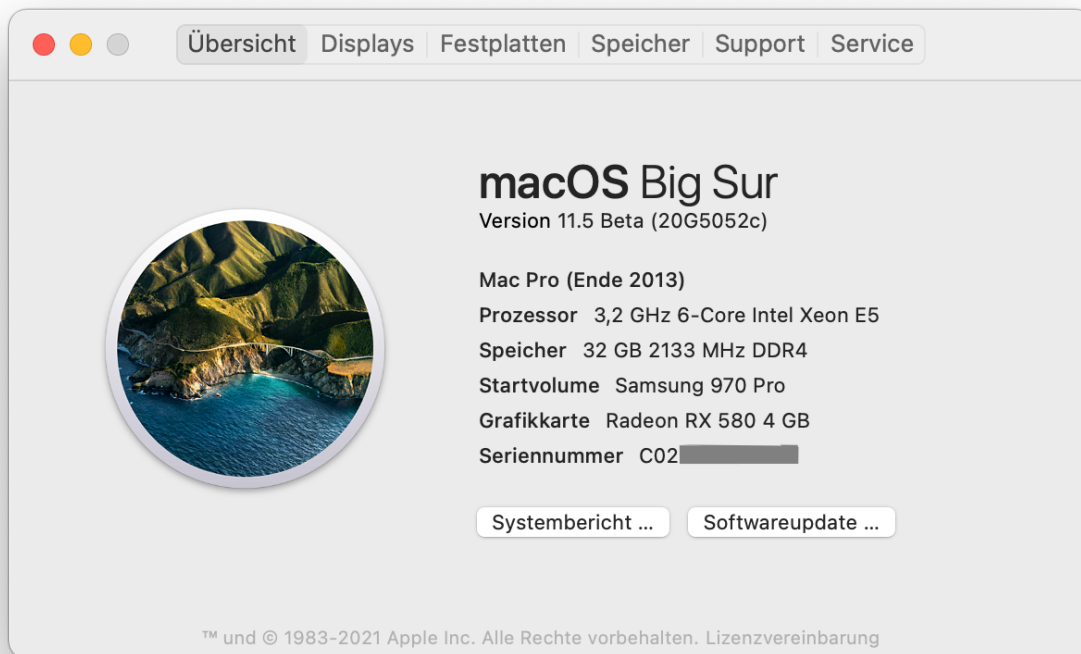 Übersicht Displays Festplatten Speicher Support Service
macOS Big Sur
Version 11.5 Beta (20G5052c)
Mac Pro (Ende 2013)
Prozessor 3,2 GHz 6-Core Intel Xeon E5
Speicher 32 GB 2133 MHz DDR4
Startvolume Samsung 970 Pro
Grafikkarte Radeon RX 580 4 GB
Seriennummer C02
Systembericht ... Softwareupdate ...
™ und © 1983-2021 Apple Inc. Alle Rechte vorbehalten. Lizenzvereinbarung